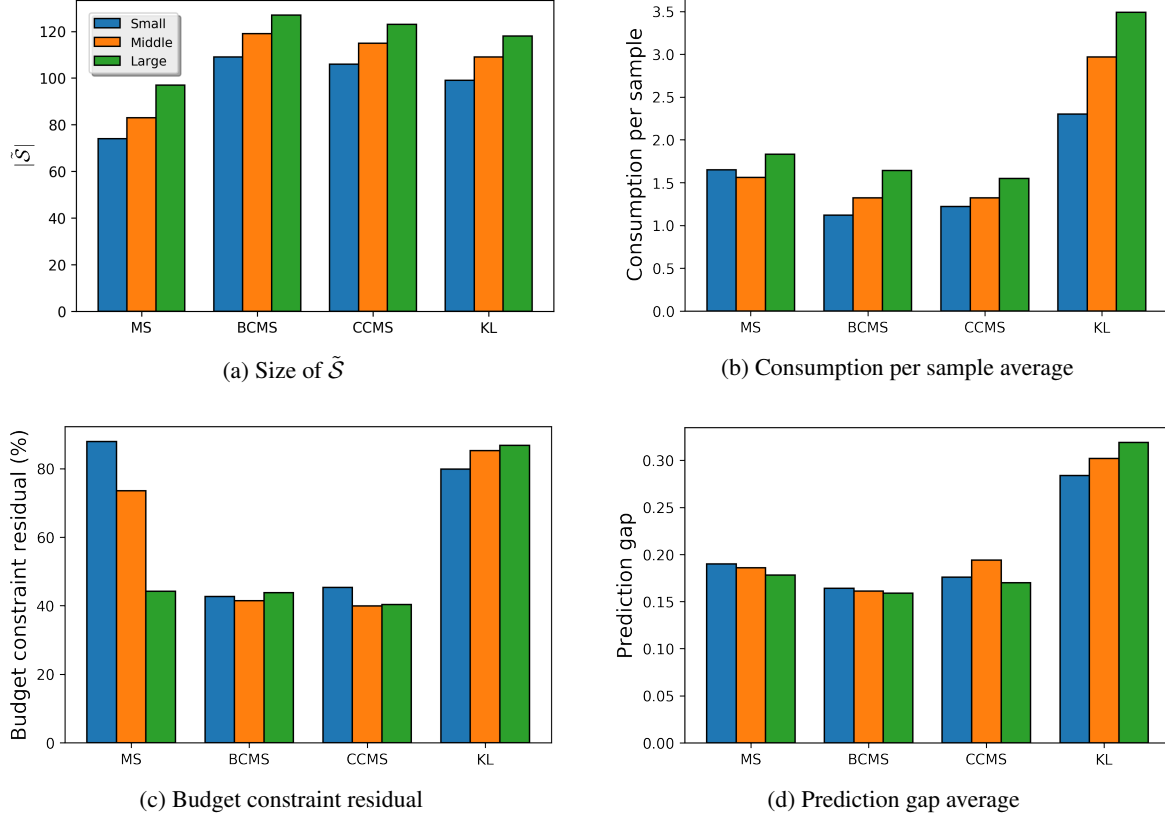 120
100
80
60
40
20
0
|S̃|
Small
Middle
Large
MS BCMS CCMS KL
(a) Size of S̃
3.5
3.0
2.5
2.0
1.5
1.0
0.5
0.0
Consumption per sample
MS BCMS CCMS KL
(b) Consumption per sample average
80
60
40
20
0
Budget constraint residual (%)
MS BCMS CCMS KL
(c) Budget constraint residual
0.30
0.25
0.20
0.15
0.10
0.05
0.00
Prediction gap
MS BCMS CCMS KL
(d) Prediction gap average